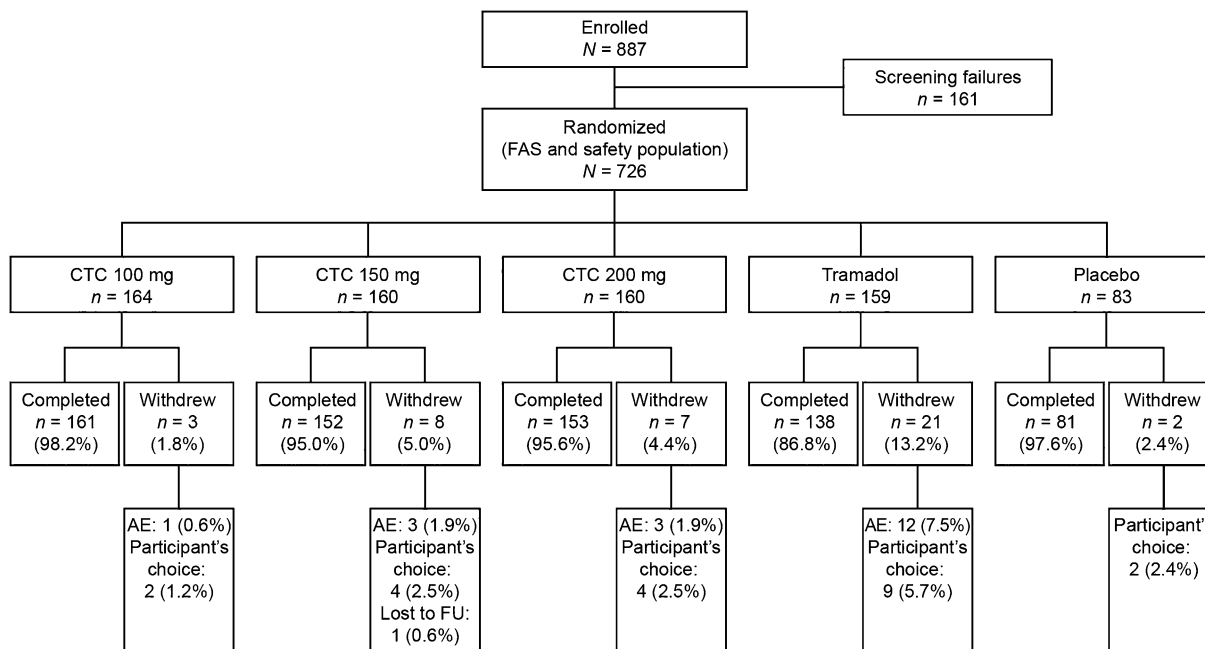 Enrolled
N = 887
Screening failures
n = 161
Randomized
(FAS and safety population)
N = 726
CTC 100 mg
n = 164
CTC 150 mg
n = 160
CTC 200 mg
n = 160
Tramadol
n = 159
Placebo
n = 83
Completed
n = 161
(98.2%)
Withdrew
n = 3
(1.8%)
Completed
n = 152
(95.0%)
Withdrew
n = 8
(5.0%)
Completed
n = 153
(95.6%)
Withdrew
n = 7
(4.4%)
Completed
n = 138
(86.8%)
Withdrew
n = 21
(13.2%)
Completed
n = 81
(97.6%)
Withdrew
n = 2
(2.4%)
AE: 1 (0.6%)
Participant's
choice:
2 (1.2%)
AE: 3 (1.9%)
Participant's
choice:
4 (2.5%)
Lost to FU:
1 (0.6%)
AE: 3 (1.9%)
Participant's
choice:
4 (2.5%)
AE: 12 (7.5%)
Participant's
choice:
9 (5.7%)
Participant'
choice:
2 (2.4%)